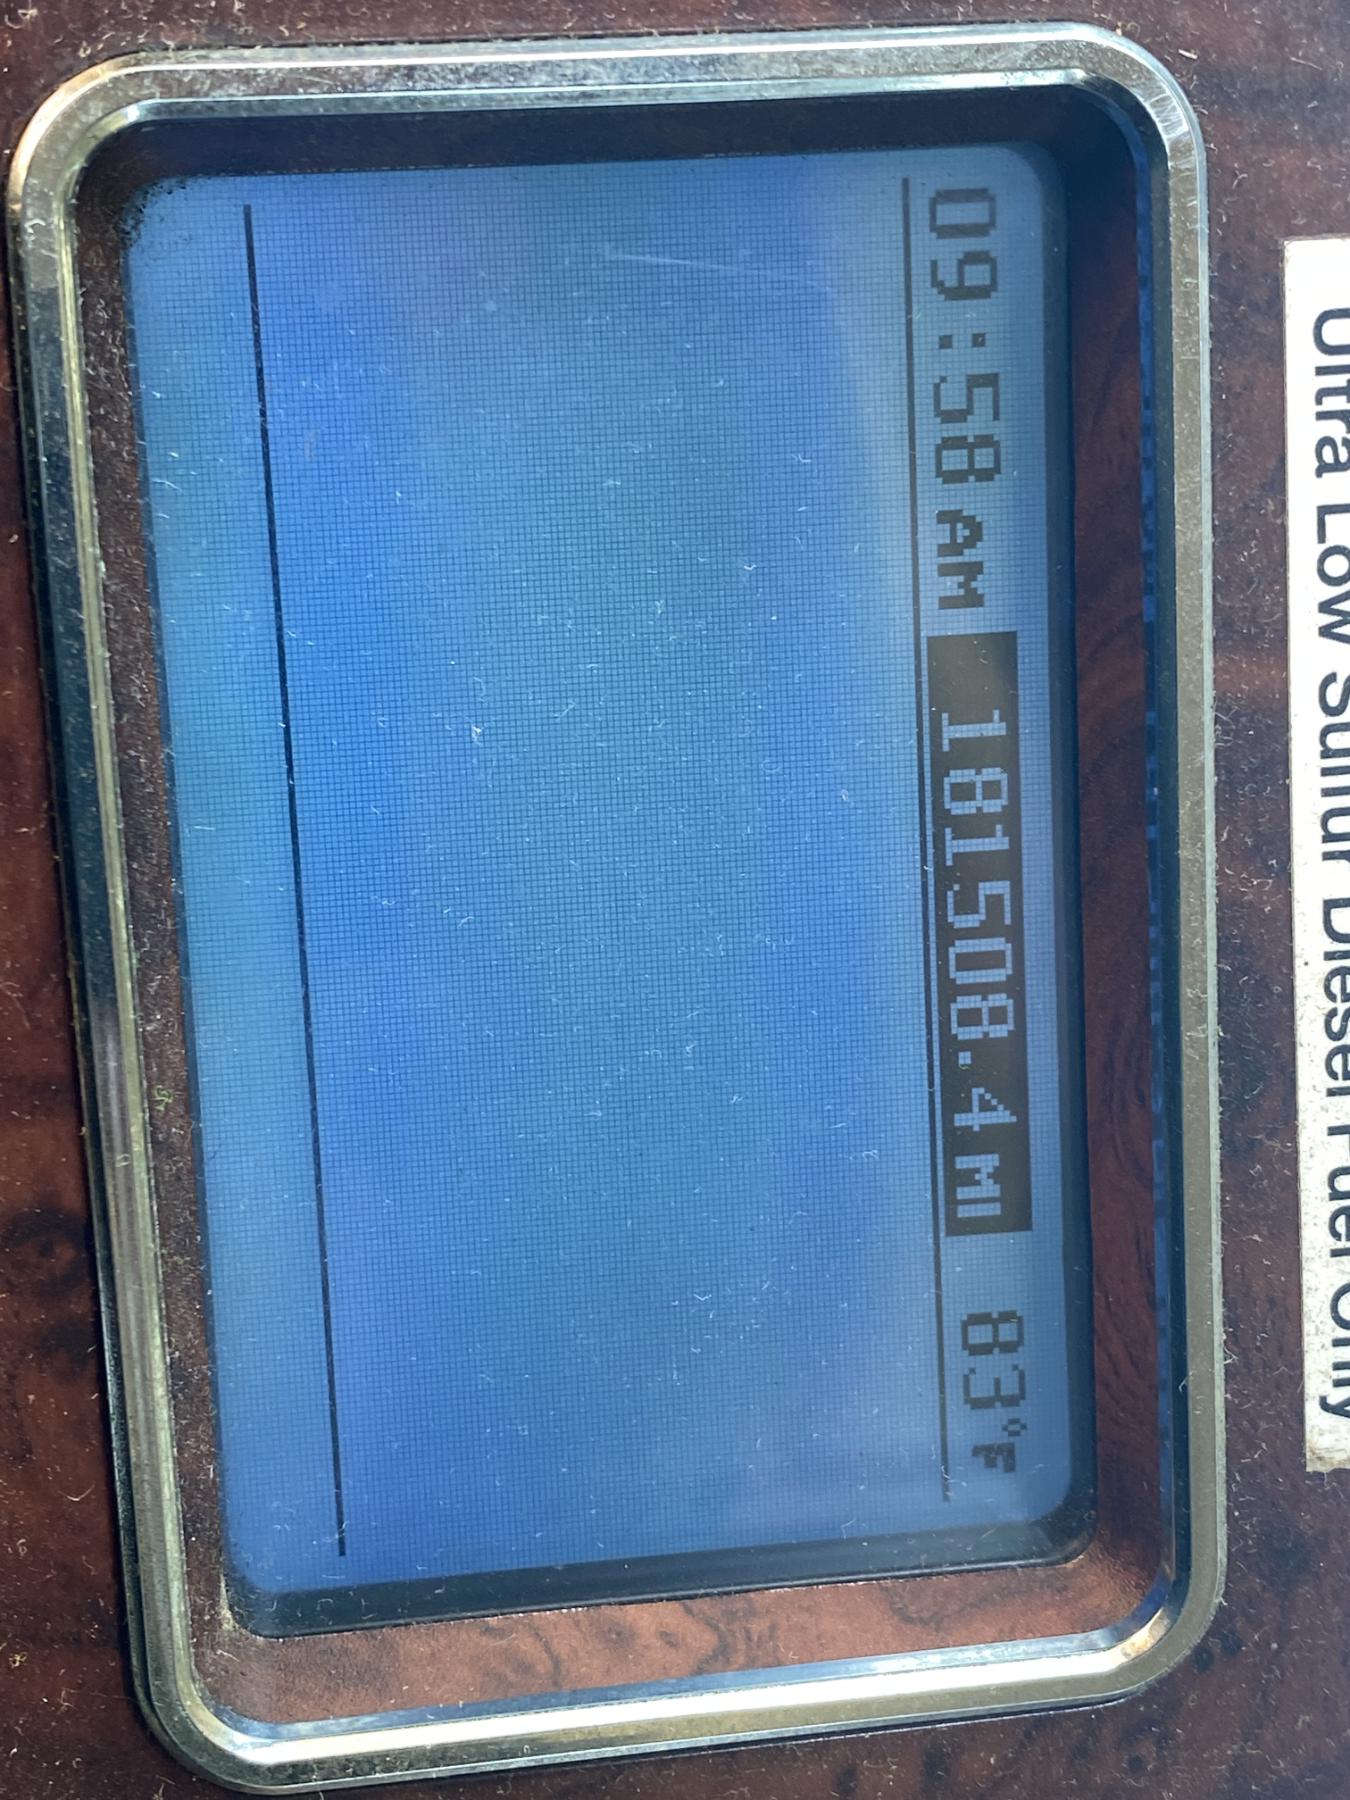 Ultra Low Sulfur Diesel Fuel Only
09:58 AM 181508.4 MI 83°F